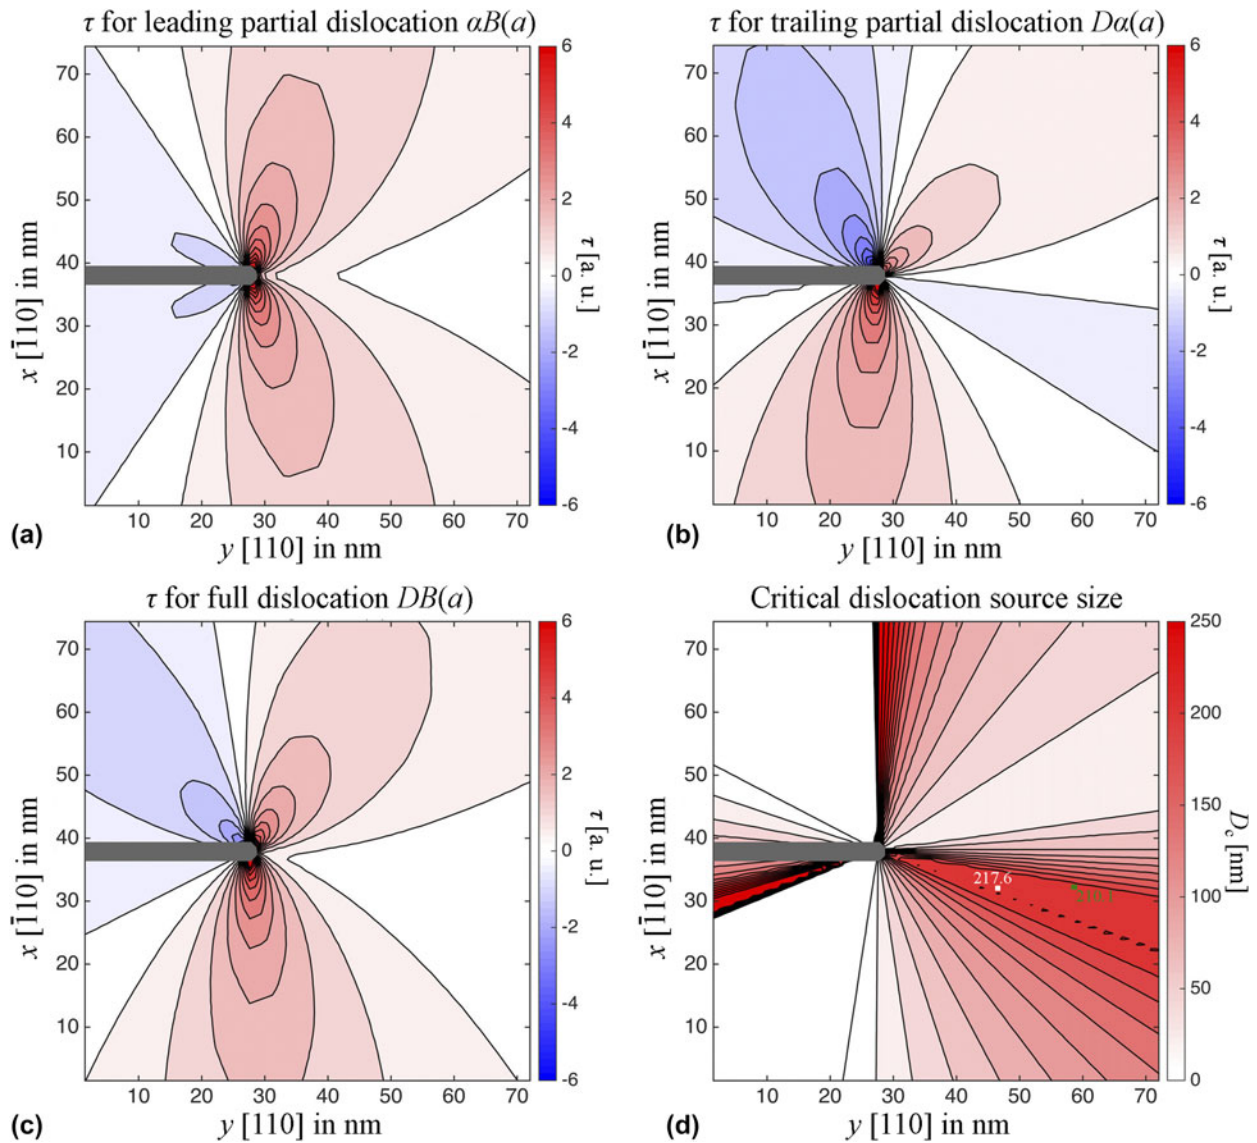 τ for leading partial dislocation αB(a)
τ for trailing partial dislocation Dα(a)
70
60
50
40
30
20
10
10 20 30 40 50 60 70
x [1̄10] in nm
y [110] in nm
6
4
2
0
-2
-4
-6
τ [a. u.]
(a)
70
60
50
40
30
20
10
10 20 30 40 50 60 70
x [1̄10] in nm
y [110] in nm
6
4
2
0
-2
-4
-6
τ [a. u.]
(b)
τ for full dislocation DB(a)
Critical dislocation source size
70
60
50
40
30
20
10
10 20 30 40 50 60 70
x [1̄10] in nm
y [110] in nm
6
4
2
0
-2
-4
-6
τ [a. u.]
(c)
70
60
50
40
30
20
10
10 20 30 40 50 60 70
x [1̄10] in nm
y [110] in nm
217.6
250
200
150
100
50
0
D_c [nm]
(d)